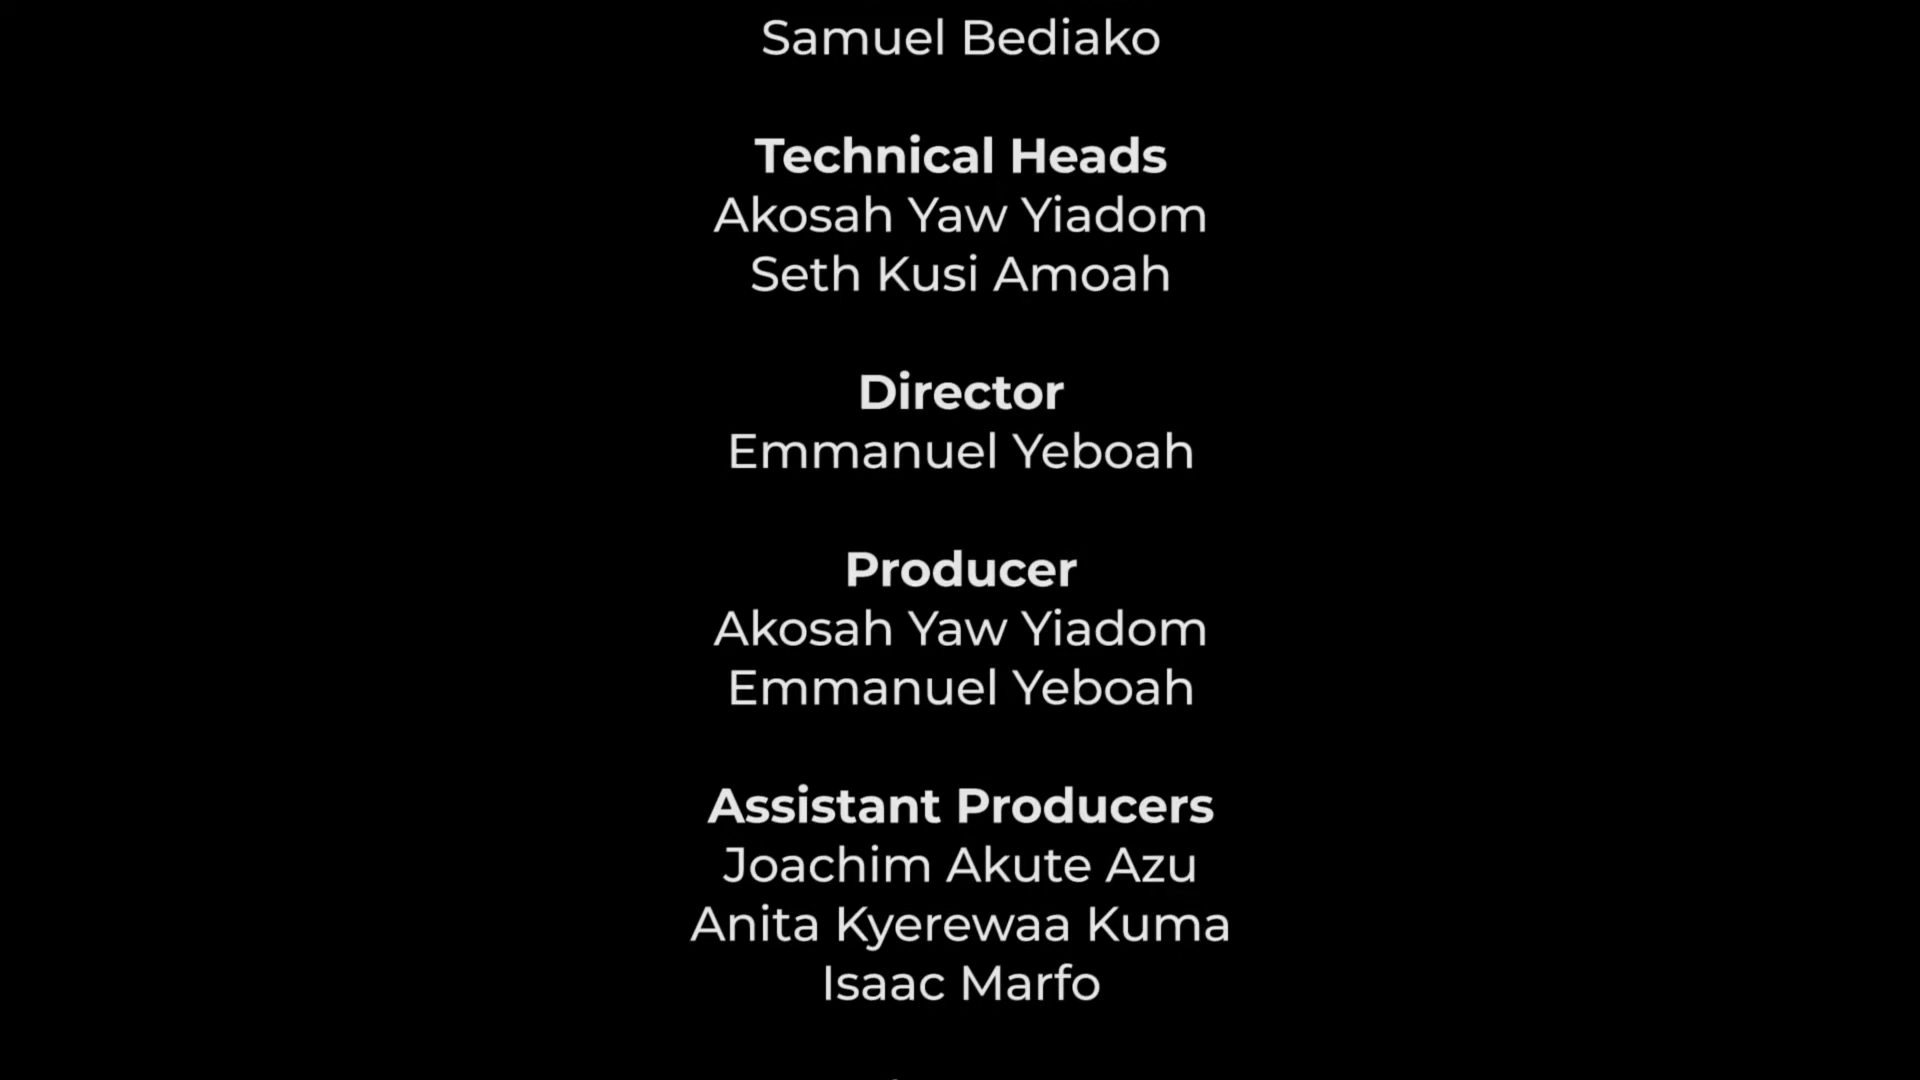 Samuel Bediako
Technical Heads
Akosah Yaw Yiadom
Seth Kusi Amoah
Director
Emmanuel Yeboah
Producer
Akosah Yaw Yiadom
Emmanuel Yeboah
Assistant Producers
Joachim Akute Azu
Anita Kyerewaa Kuma
Isaac Marfo